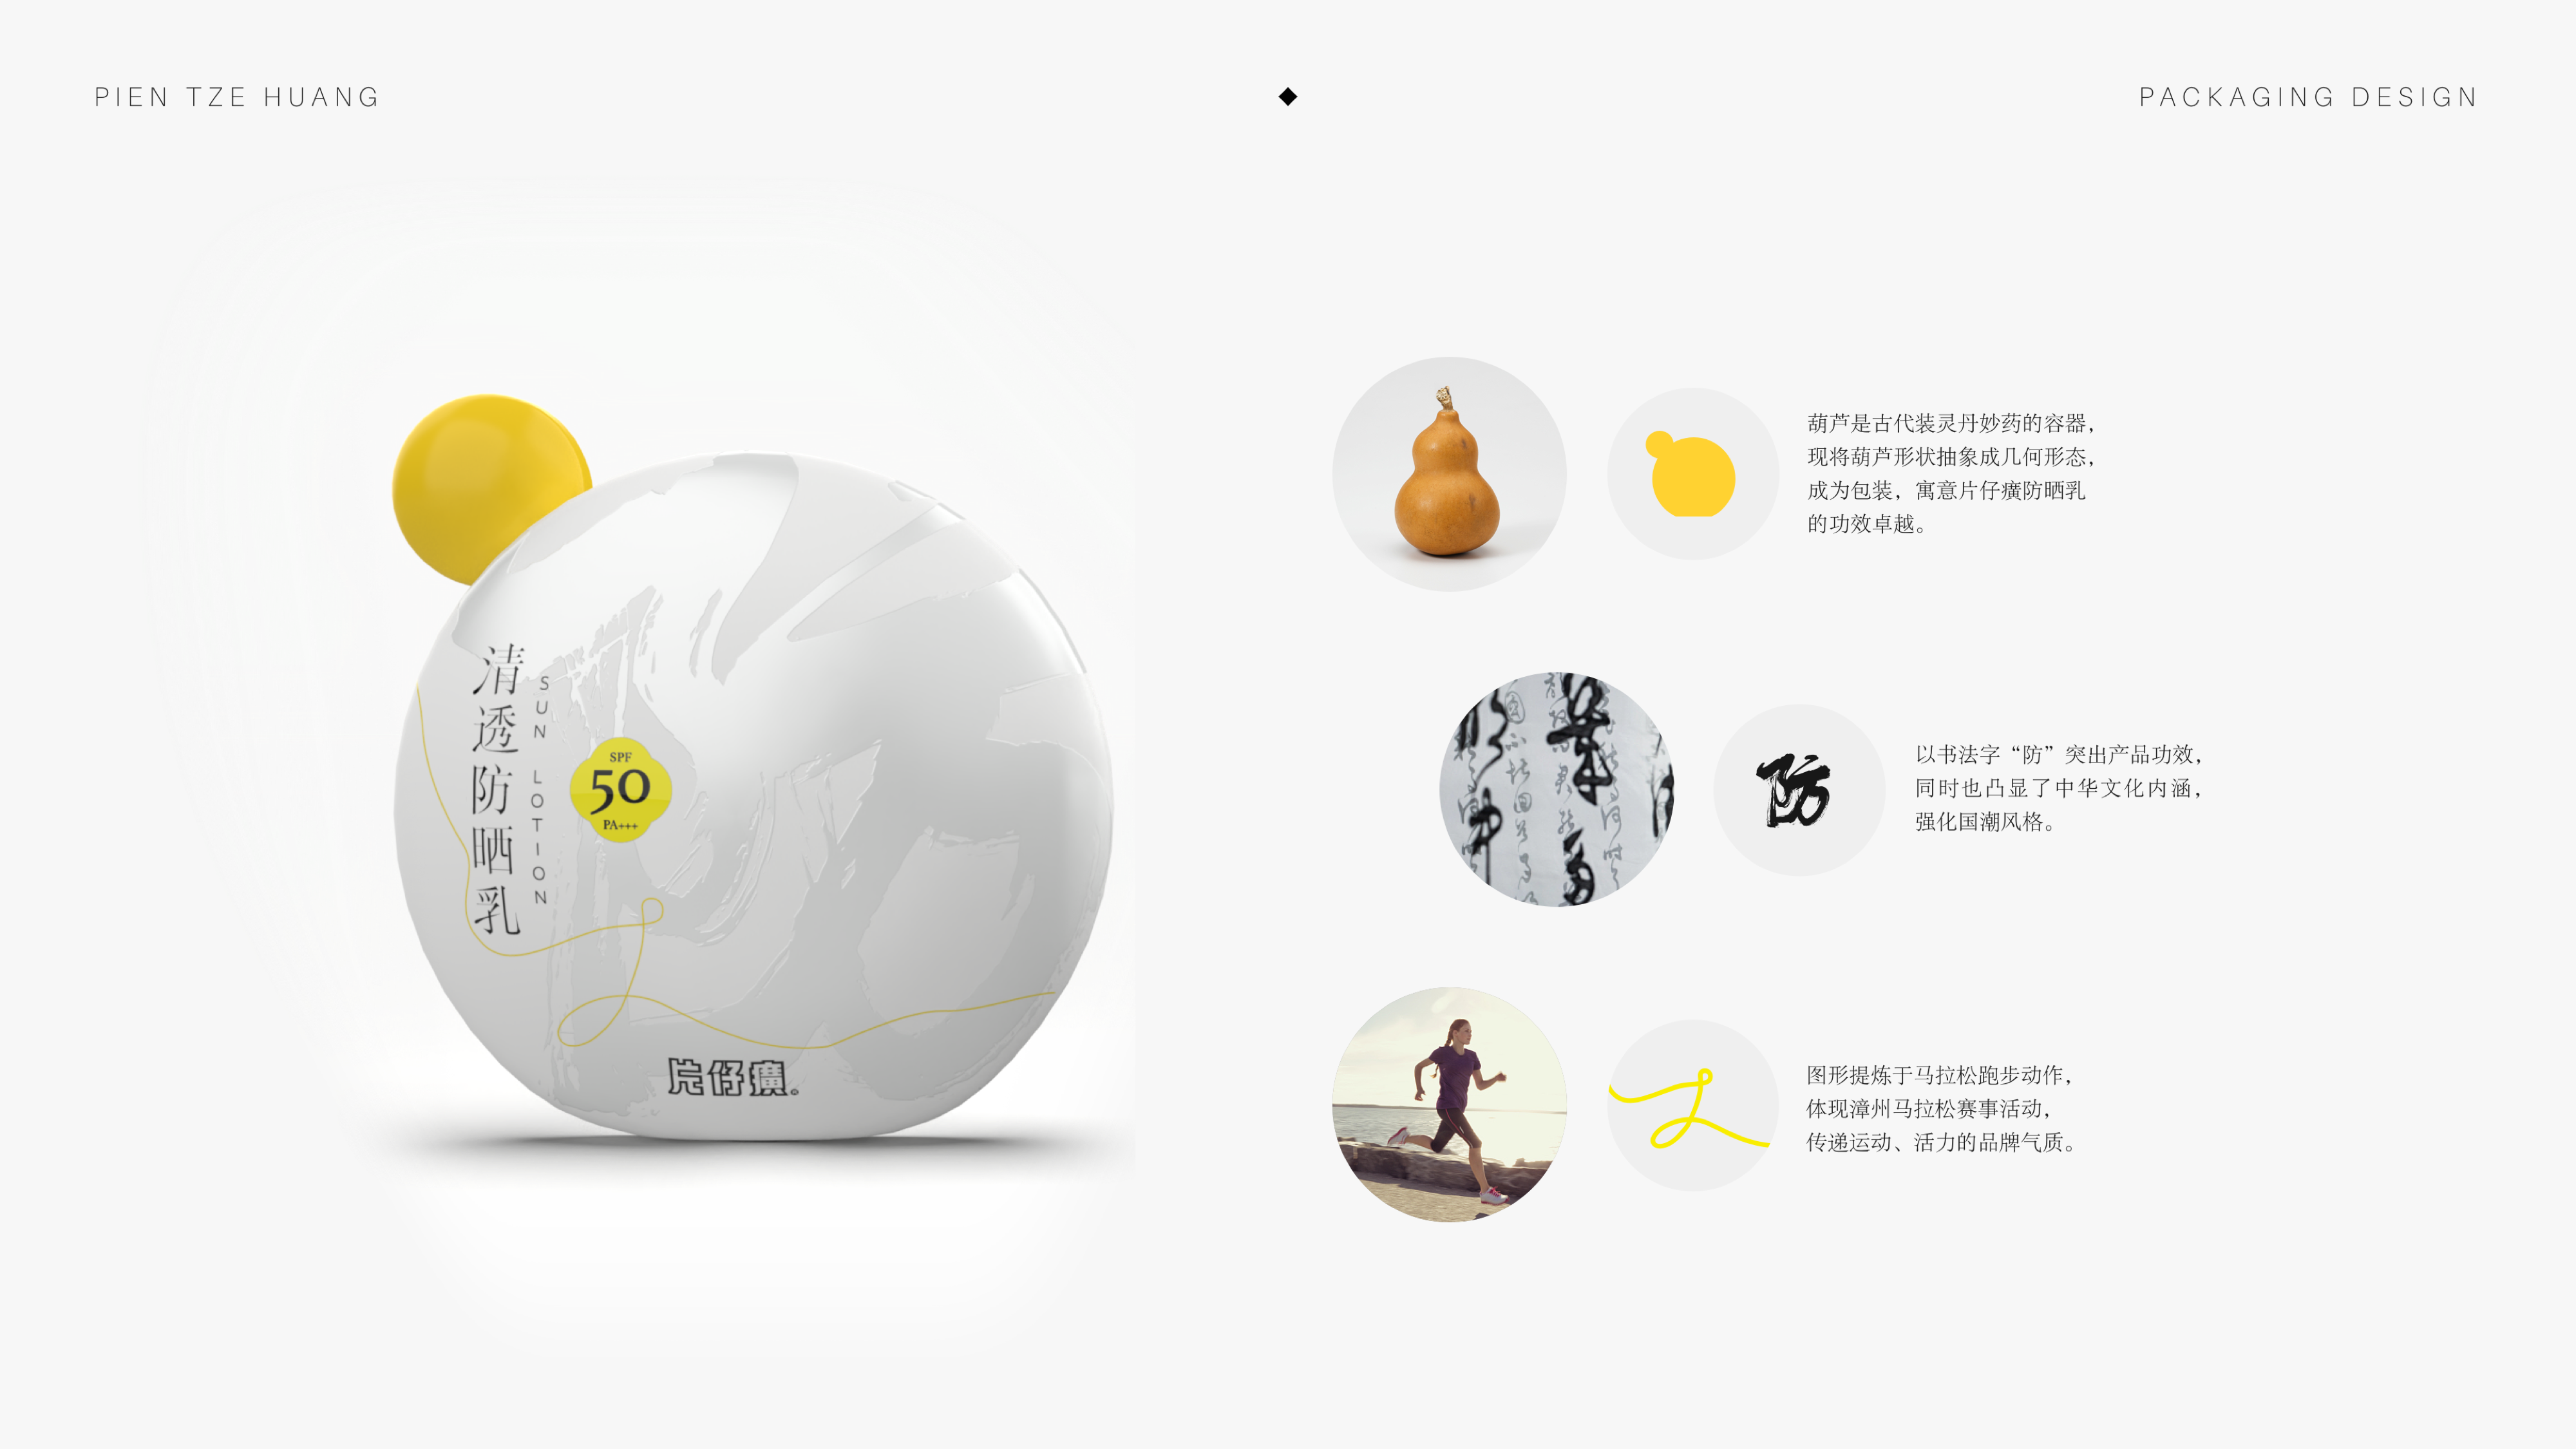 PIEN TZE HUANG
PACKAGING DESIGN
清透防晒乳
SUN LOTION
SPF
50
PA+++
片仔癀
葫芦是古代装灵丹妙药的容器，
现将葫芦形状抽象成几何形态，
成为包装，寓意片仔癀防晒乳
的功效卓越。
防
以书法字“防”突出产品功效，
同时也凸显了中华文化内涵，
强化国潮风格。
图形提炼于马拉松跑步动作，
体现漳州马拉松赛事活动，
传递运动、活力的品牌气质。